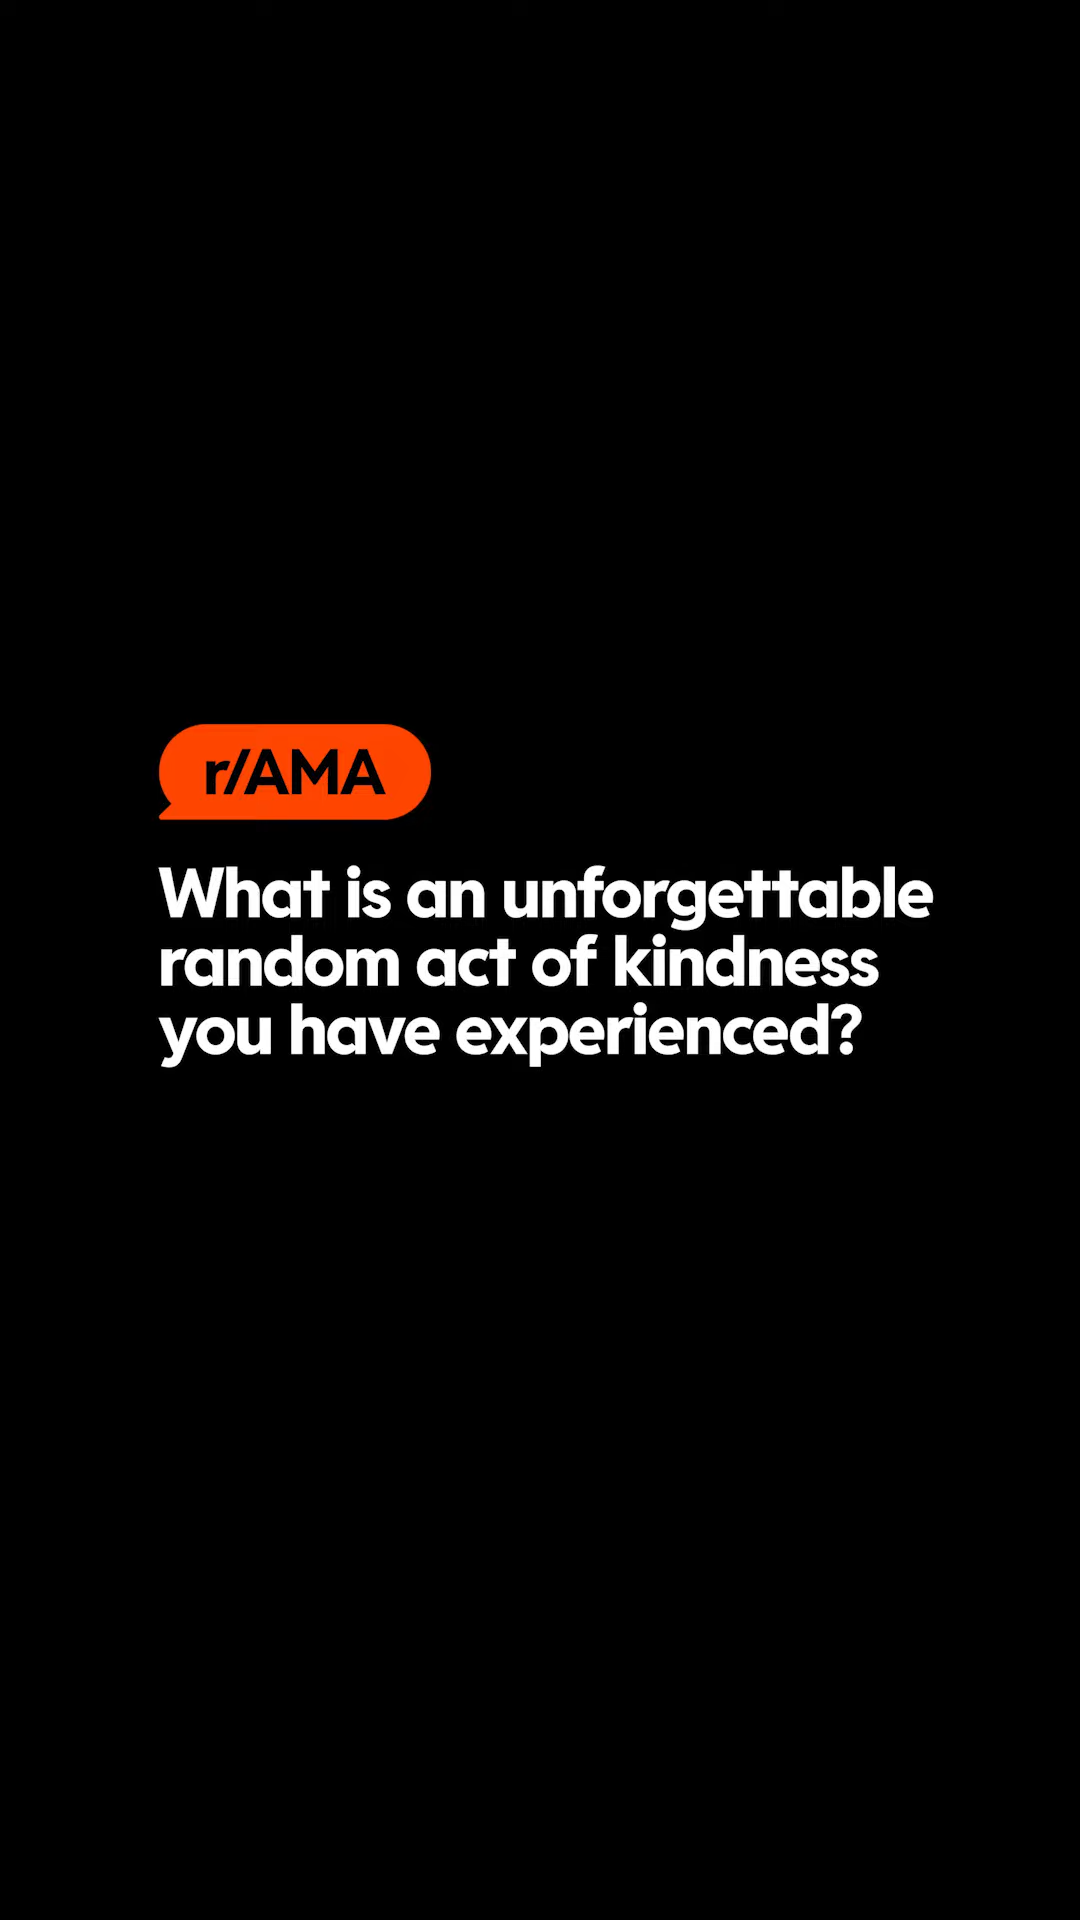 r/AMA
What is an unforgettable
random act of kindness
you have experienced?